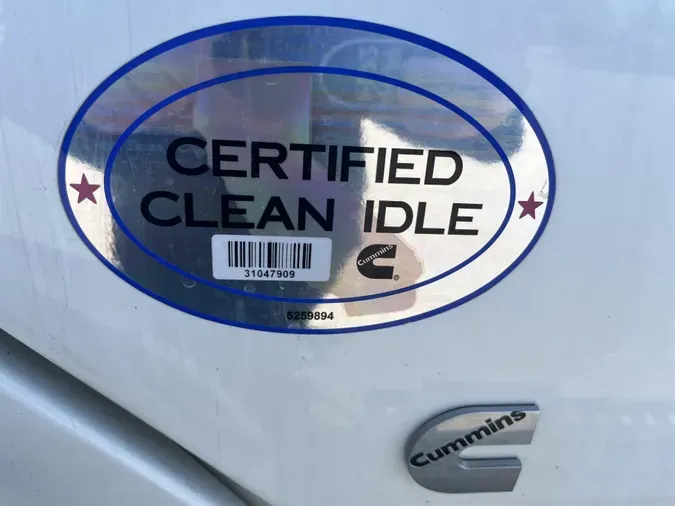 CERTIFIED
CLEAN IDLE
31047909
Cummins
®
5259894
Cummins